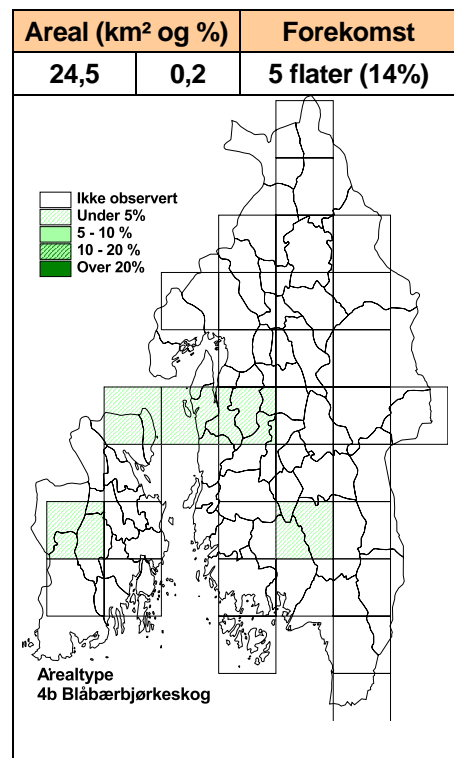 Areal (km² og %) Forekomst
24,5 0,2 5 flater (14%)
Ikke observert
Under 5%
5 - 10 %
10 - 20 %
Over 20%
Arealtype
4b Blåbærbjørkeskog